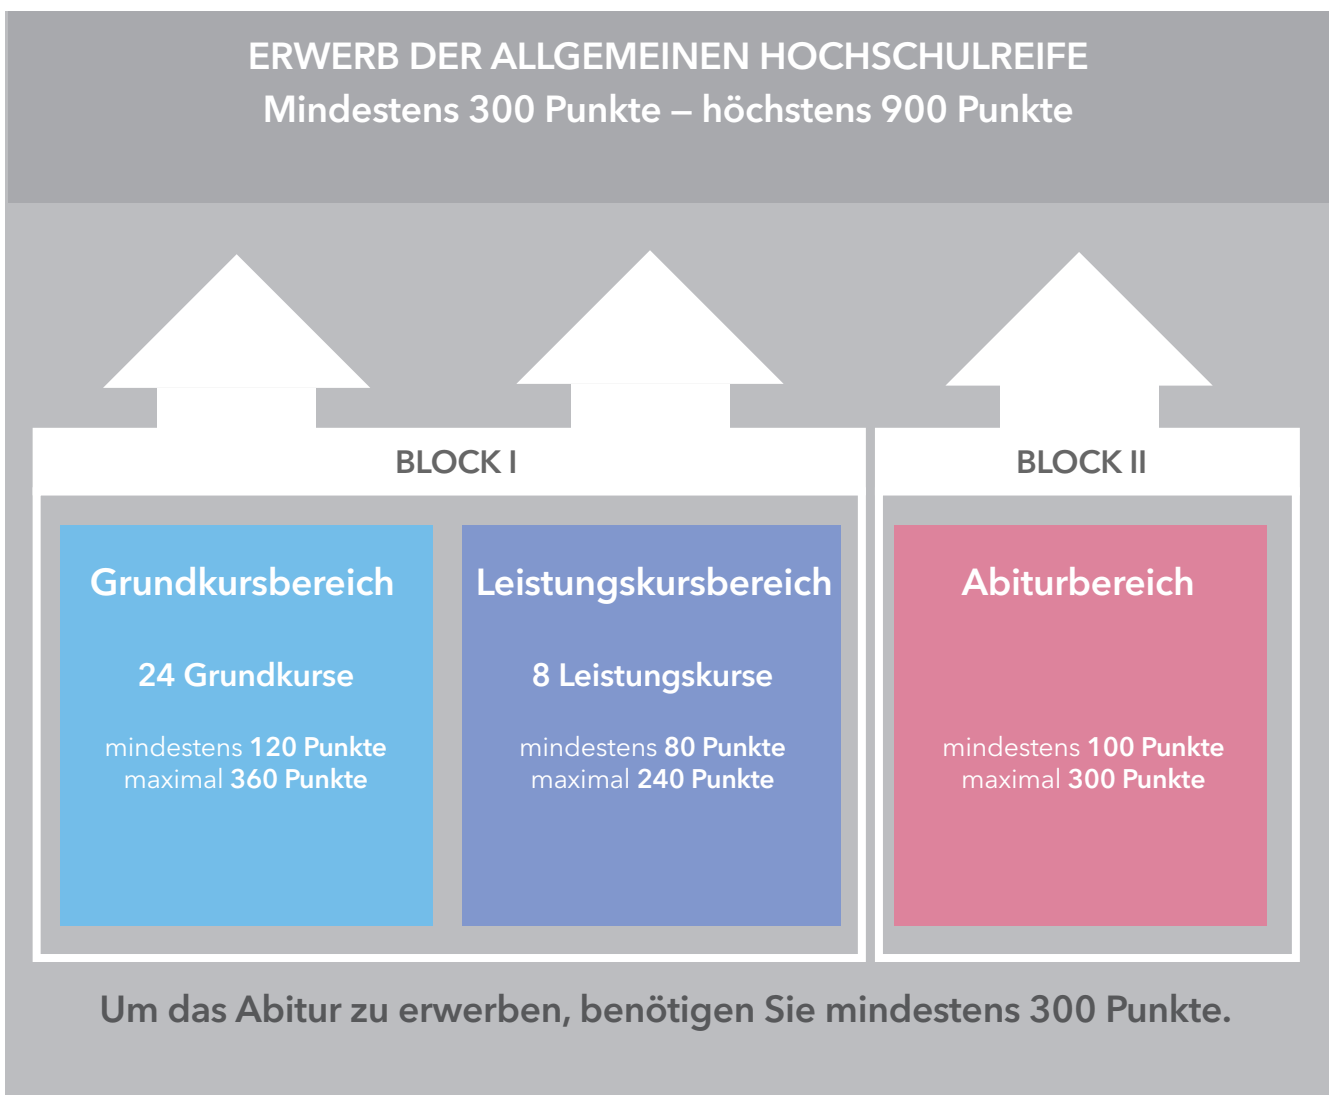 ERWERB DER ALLGEMEINEN HOCHSCHULREIFE
Mindestens 300 Punkte – höchstens 900 Punkte
BLOCK I
Grundkursbereich
24 Grundkurse
mindestens 120 Punkte
maximal 360 Punkte
Leistungskursbereich
8 Leistungskurse
mindestens 80 Punkte
maximal 240 Punkte
BLOCK II
Abiturbereich
mindestens 100 Punkte
maximal 300 Punkte
Um das Abitur zu erwerben, benötigen Sie mindestens 300 Punkte.